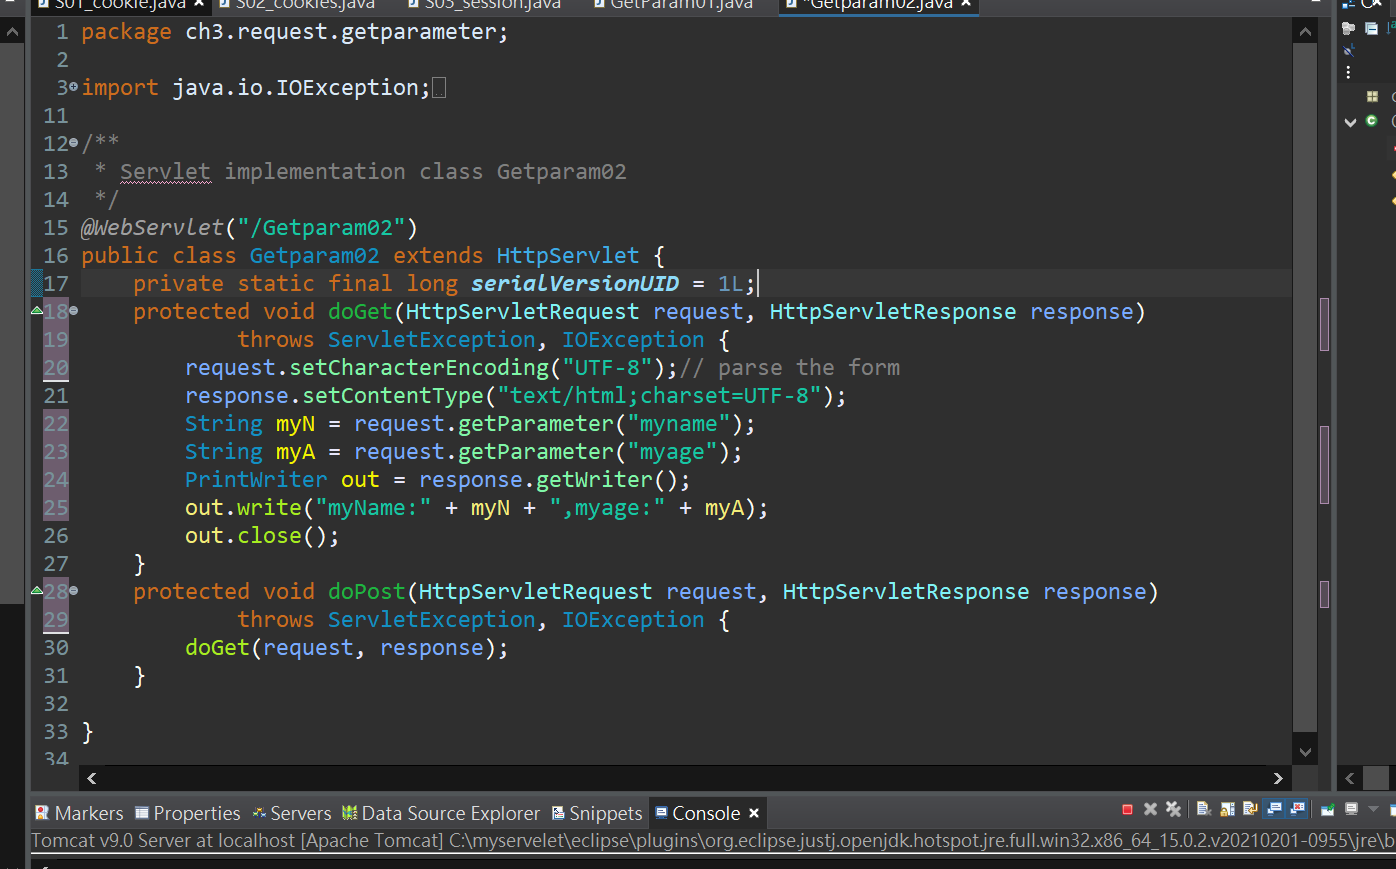 S01_cookie.java S02_cookies.java S03_session.java GetParam01.java *Getparam02.java
1 package ch3.request.getparameter;
2
3 import java.io.IOException;
11
12 /**
13 * Servlet implementation class Getparam02
14 */
15 @WebServlet("/Getparam02")
16 public class Getparam02 extends HttpServlet {
17 private static final long serialVersionUID = 1L;
18 protected void doGet(HttpServletRequest request, HttpServletResponse response)
19 throws ServletException, IOException {
20 request.setCharacterEncoding("UTF-8");// parse the form
21 response.setContentType("text/html;charset=UTF-8");
22 String myN = request.getParameter("myname");
23 String myA = request.getParameter("myage");
24 PrintWriter out = response.getWriter();
25 out.write("myName:" + myN + ",myage:" + myA);
26 out.close();
27 }
28 protected void doPost(HttpServletRequest request, HttpServletResponse response)
29 throws ServletException, IOException {
30 doGet(request, response);
31 }
32
33 }
34
Markers Properties Servers Data Source Explorer Snippets Console
Tomcat v9.0 Server at localhost [Apache Tomcat] C:\myservelet\eclipse\plugins\org.eclipse.justj.openjdk.hotspot.jre.full.win32.x86_64_15.0.2.v20210201-0955\jre\b